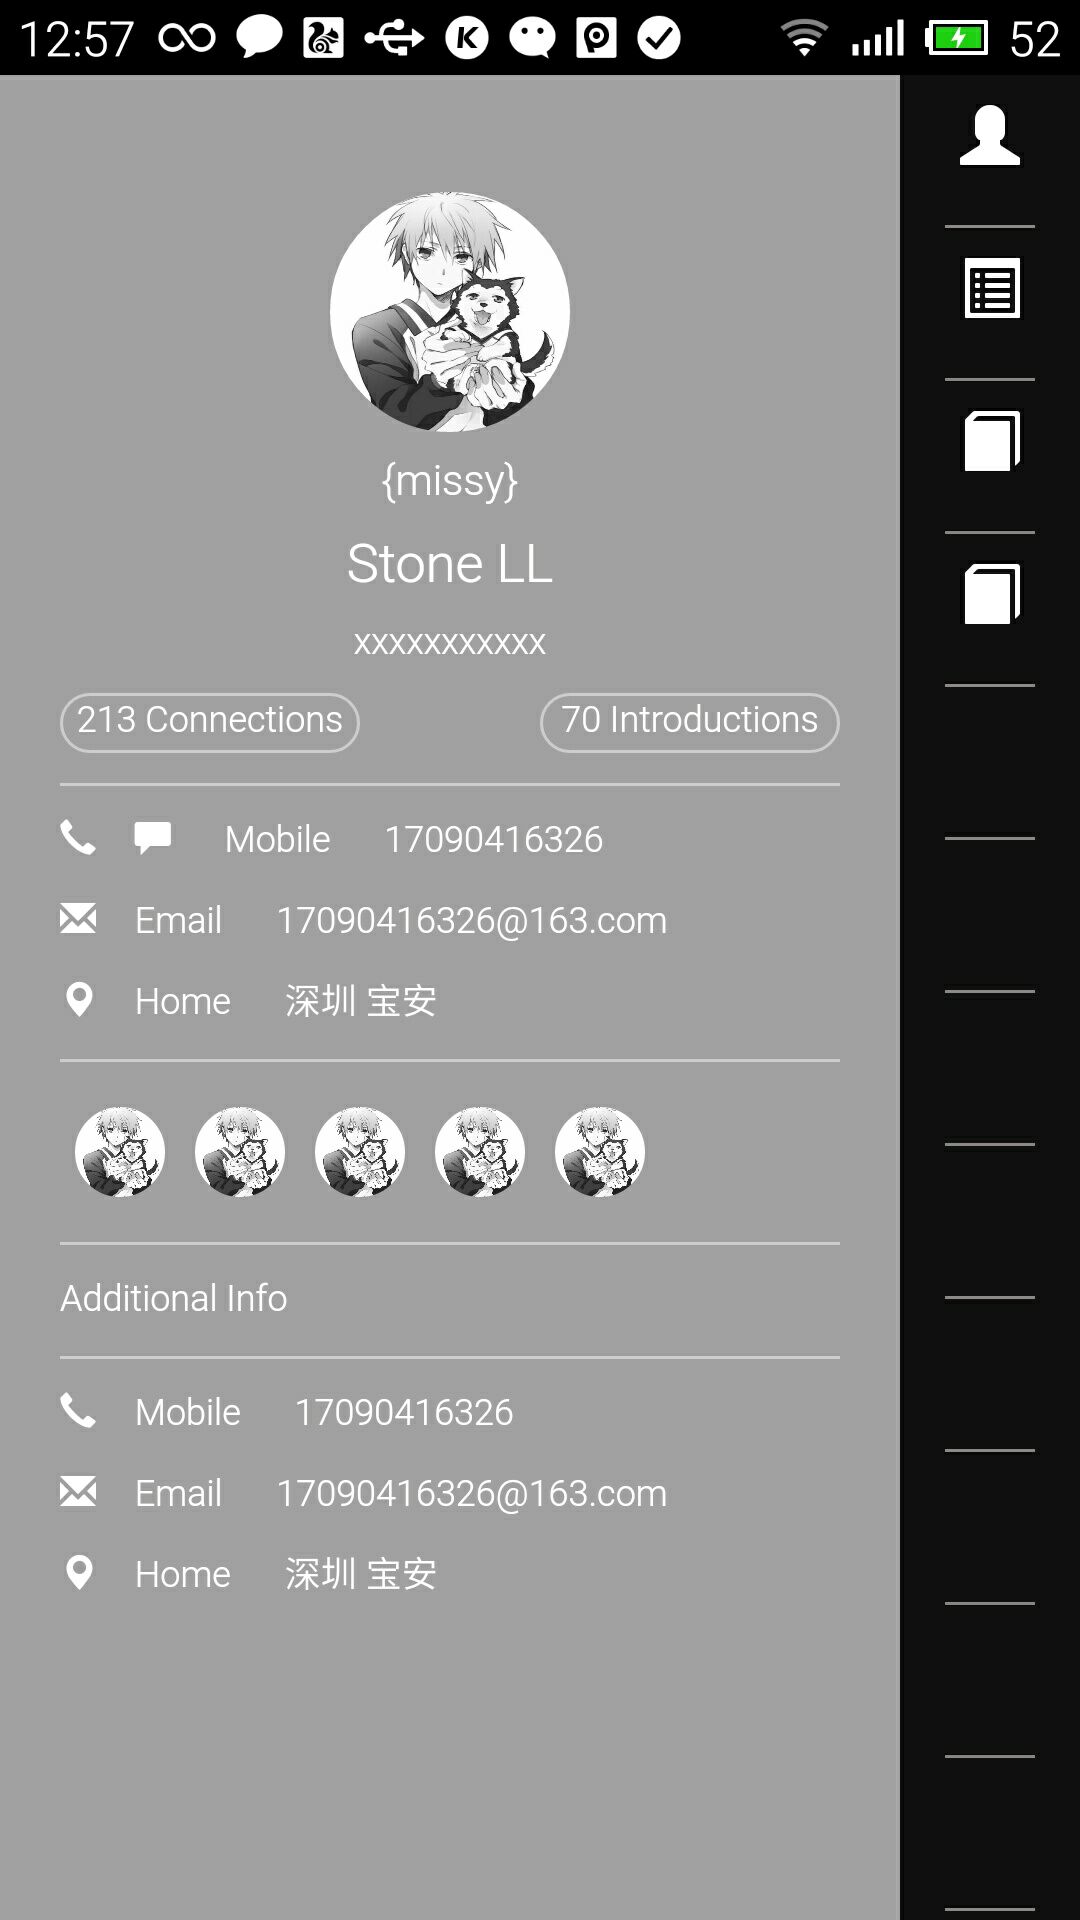 12:57 52
{missy}
Stone LL
xxxxxxxxxxx
213 Connections 70 Introductions
Mobile 17090416326
Email 17090416326@163.com
Home 深圳 宝安
Additional Info
Mobile 17090416326
Email 17090416326@163.com
Home 深圳 宝安